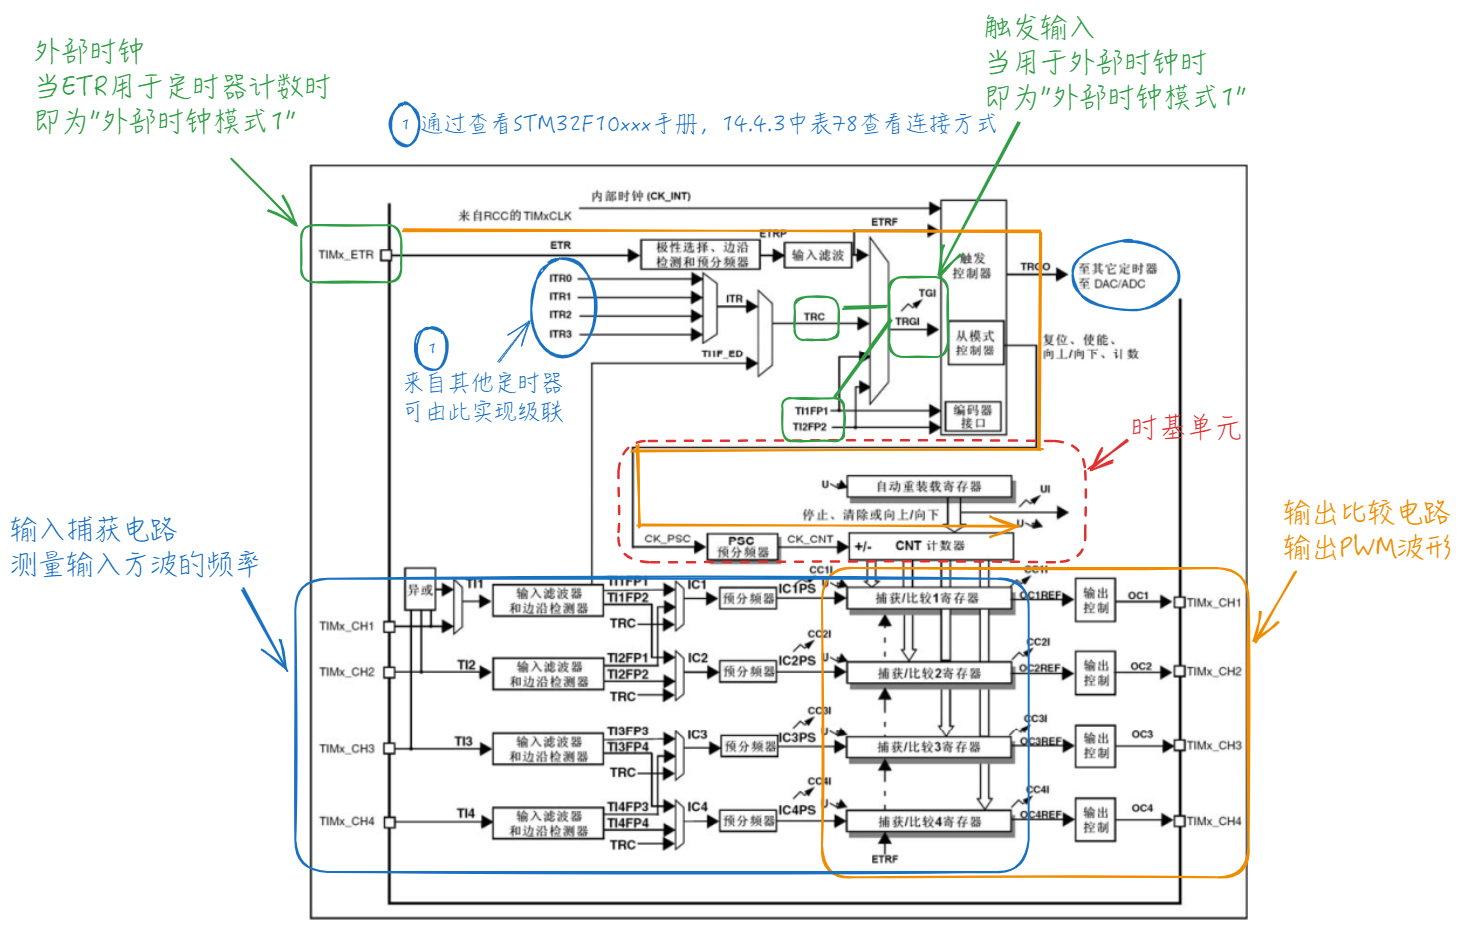 外部时钟
当ETR用于定时器计数时
即为"外部时钟模式1"
触发输入
当用于外部时钟时
即为"外部时钟模式1"
1 通过查看STM32F10xxx手册，14.4.3中表78查看连接方式
内部时钟 (CK_INT)
来自RCC的TIMxCLK
ETRF
TIMx_ETR
ETR
极性选择、边沿
检测和预分频器
ETRP
输入滤波
触发
控制器
TRGO
至其它定时器
至 DAC/ADC
ITR0
ITR1
ITR2
ITR3
ITR
TRC
TGI
TRGI
从模式
控制器
复位、使能、
向上/向下、计数
1
来自其他定时器
可由此实现级联
TI1F_ED
TI1FP1
TI2FP2
编码器
接口
时基单元
U
自动重装载寄存器
UI
停止、清除或向上/向下
U
CK_PSC
PSC
预分频器
CK_CNT
+/-
CNT 计数器
输入捕获电路
测量输入方波的频率
输出比较电路
输出PWM波形
异或
TI1
输入滤波器
和边沿检测器
TI1FP1
TI1FP2
TRC
IC1
预分频器
IC1PS
CC1I
U
捕获/比较1寄存器
CC1I
OC1REF
输出
控制
OC1
TIMx_CH1
TIMx_CH1
TIMx_CH2
TI2
输入滤波器
和边沿检测器
TI2FP1
TI2FP2
TRC
IC2
预分频器
IC2PS
CC2I
U
捕获/比较2寄存器
CC2I
OC2REF
输出
控制
OC2
TIMx_CH2
TIMx_CH3
TI3
输入滤波器
和边沿检测器
TI3FP3
TI3FP4
TRC
IC3
预分频器
IC3PS
CC3I
U
捕获/比较3寄存器
CC3I
OC3REF
输出
控制
OC3
TIMx_CH3
TIMx_CH4
TI4
输入滤波器
和边沿检测器
TI4FP3
TI4FP4
TRC
IC4
预分频器
IC4PS
CC4I
U
捕获/比较4寄存器
CC4I
OC4REF
输出
控制
OC4
TIMx_CH4
ETRF